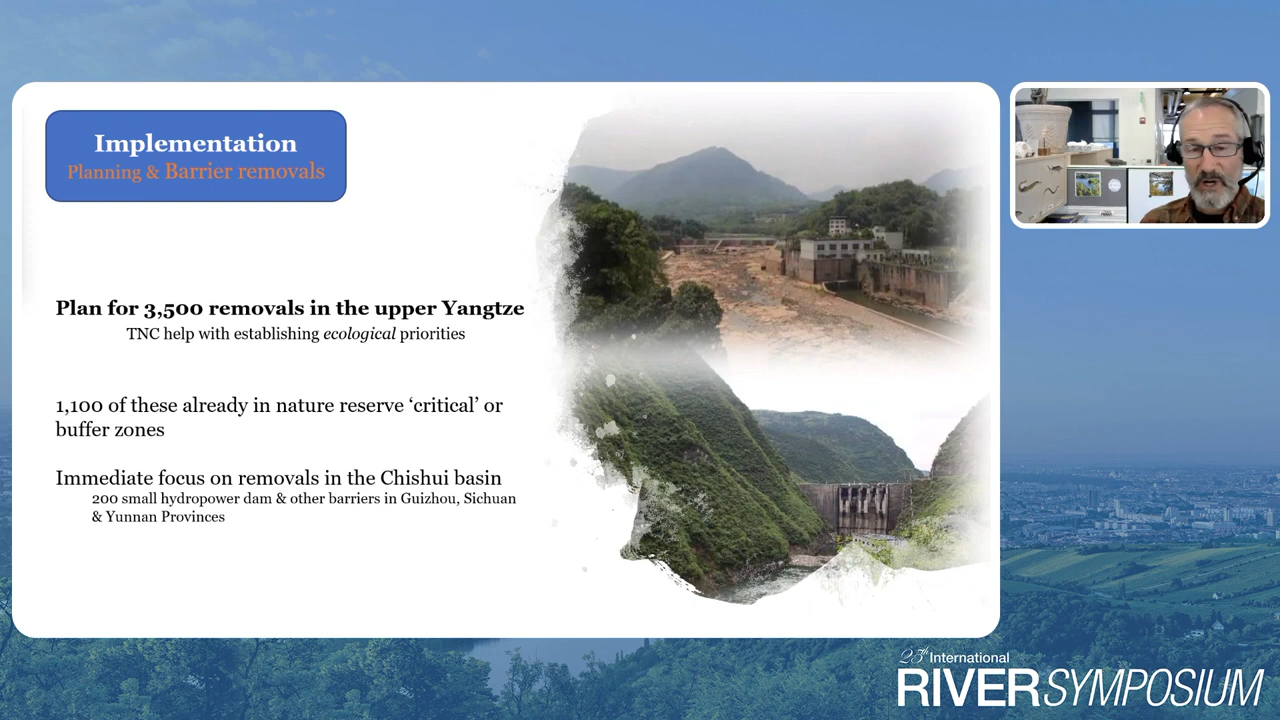 Implementation
Planning & Barrier removals
Plan for 3,500 removals in the upper Yangtze
TNC help with establishing ecological priorities
1,100 of these already in nature reserve ‘critical’ or
buffer zones
Immediate focus on removals in the Chishui basin
200 small hydropower dam & other barriers in Guizhou, Sichuan
& Yunnan Provinces
25th International
RIVERSYMPOSIUM